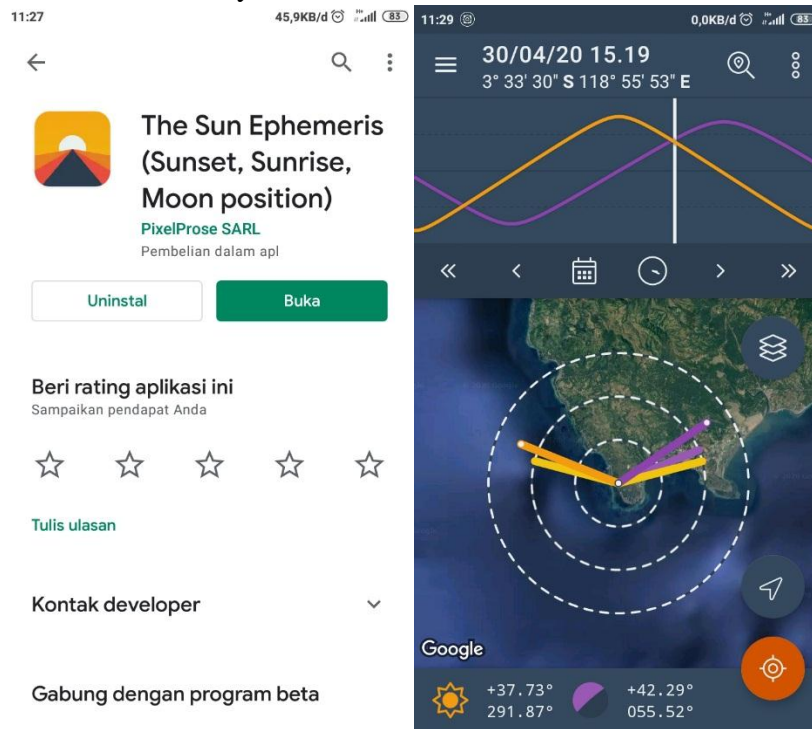 11:27
45,9KB/d
83
The Sun Ephemeris
(Sunset, Sunrise,
Moon position)
PixelProse SARL
Pembelian dalam apl
Uninstal
Buka
Beri rating aplikasi ini
Sampaikan pendapat Anda
Tulis ulasan
Kontak developer
Gabung dengan program beta
11:29
0,0KB/d
83
30/04/20 15.19
3° 33' 30" S 118° 55' 53" E
Google
+37.73°
291.87°
+42.29°
055.52°